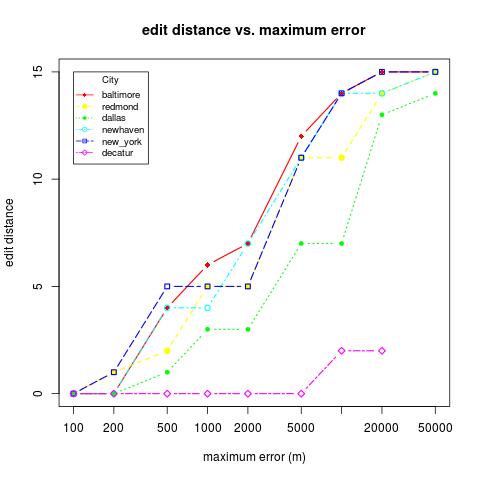 edit distance vs. maximum error
15
10
5
0
edit distance
City
baltimore
redmond
dallas
newhaven
new_york
decatur
100 200 500 1000 2000 5000 20000 50000
maximum error (m)